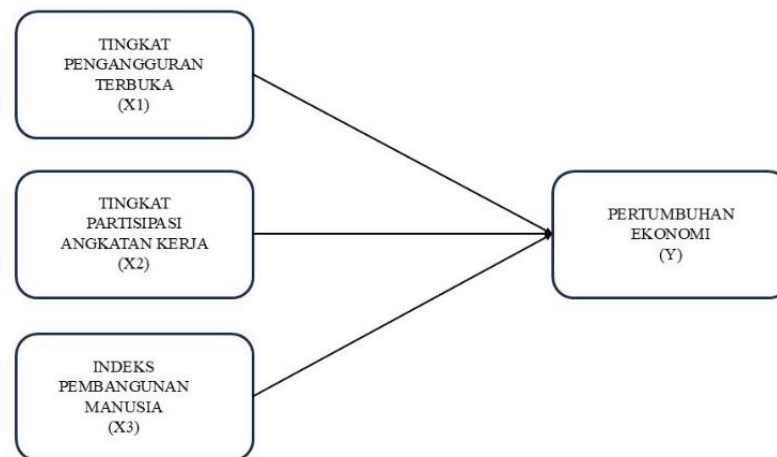 TINGKAT
PENGANGGURAN
TERBUKA
(X1)
TINGKAT
PARTISIPASI
ANGKATAN KERJA
(X2)
PERTUMBUHAN
EKONOMI
(Y)
INDEKS
PEMBANGUNAN
MANUSIA
(X3)